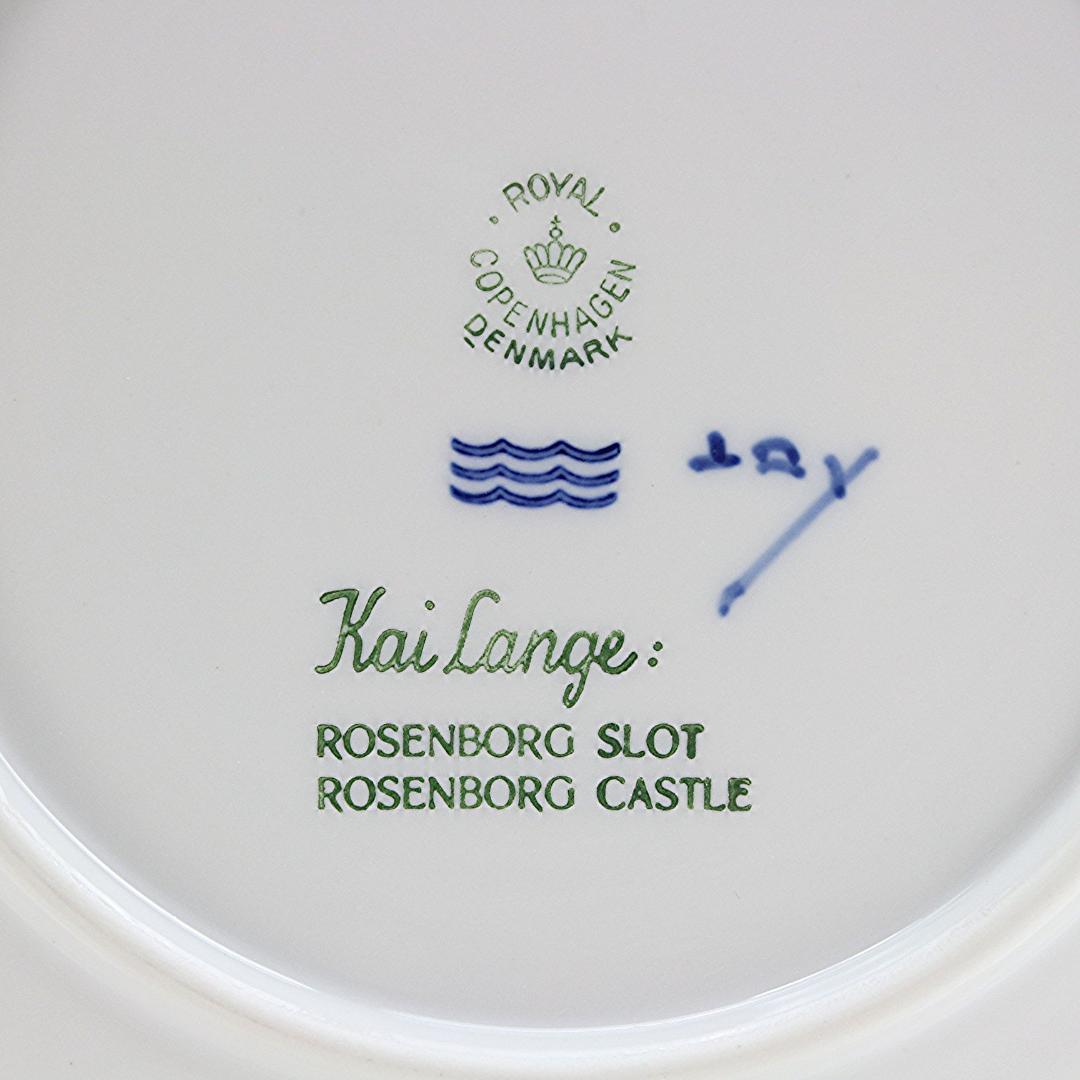 ROYAL
COPENHAGEN
DENMARK
Kai Lange:
ROSENBORG SLOT
ROSENBORG CASTLE